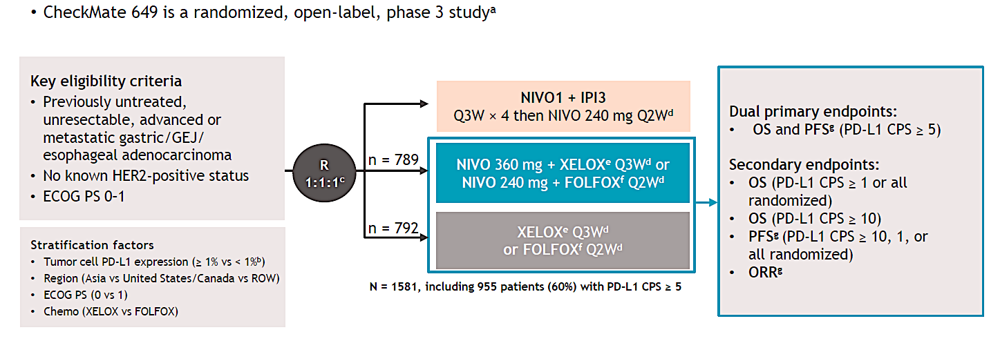 • CheckMate 649 is a randomized, open-label, phase 3 studyᵃ
Key eligibility criteria
• Previously untreated,
unresectable, advanced or
metastatic gastric/GEJ/
esophageal adenocarcinoma
• No known HER2-positive status
• ECOG PS 0–1
Stratification factors
• Tumor cell PD-L1 expression (≥ 1% vs < 1%ᵇ)
• Region (Asia vs United States/Canada vs ROW)
• ECOG PS (0 vs 1)
• Chemo (XELOX vs FOLFOX)
R
1:1:1ᶜ
n = 789
n = 792
NIVO1 + IPI3
Q3W × 4 then NIVO 240 mg Q2Wᵈ
NIVO 360 mg + XELOXᵉ Q3Wᵈ or
NIVO 240 mg + FOLFOXᶠ Q2Wᵈ
XELOXᵉ Q3Wᵈ
or FOLFOXᶠ Q2Wᵈ
N = 1581, including 955 patients (60%) with PD-L1 CPS ≥ 5
Dual primary endpoints:
• OS and PFSᵍ (PD-L1 CPS ≥ 5)
Secondary endpoints:
• OS (PD-L1 CPS ≥ 1 or all
randomized)
• OS (PD-L1 CPS ≥ 10)
• PFSᵍ (PD-L1 CPS ≥ 10, 1, or
all randomized)
• ORRᵍ